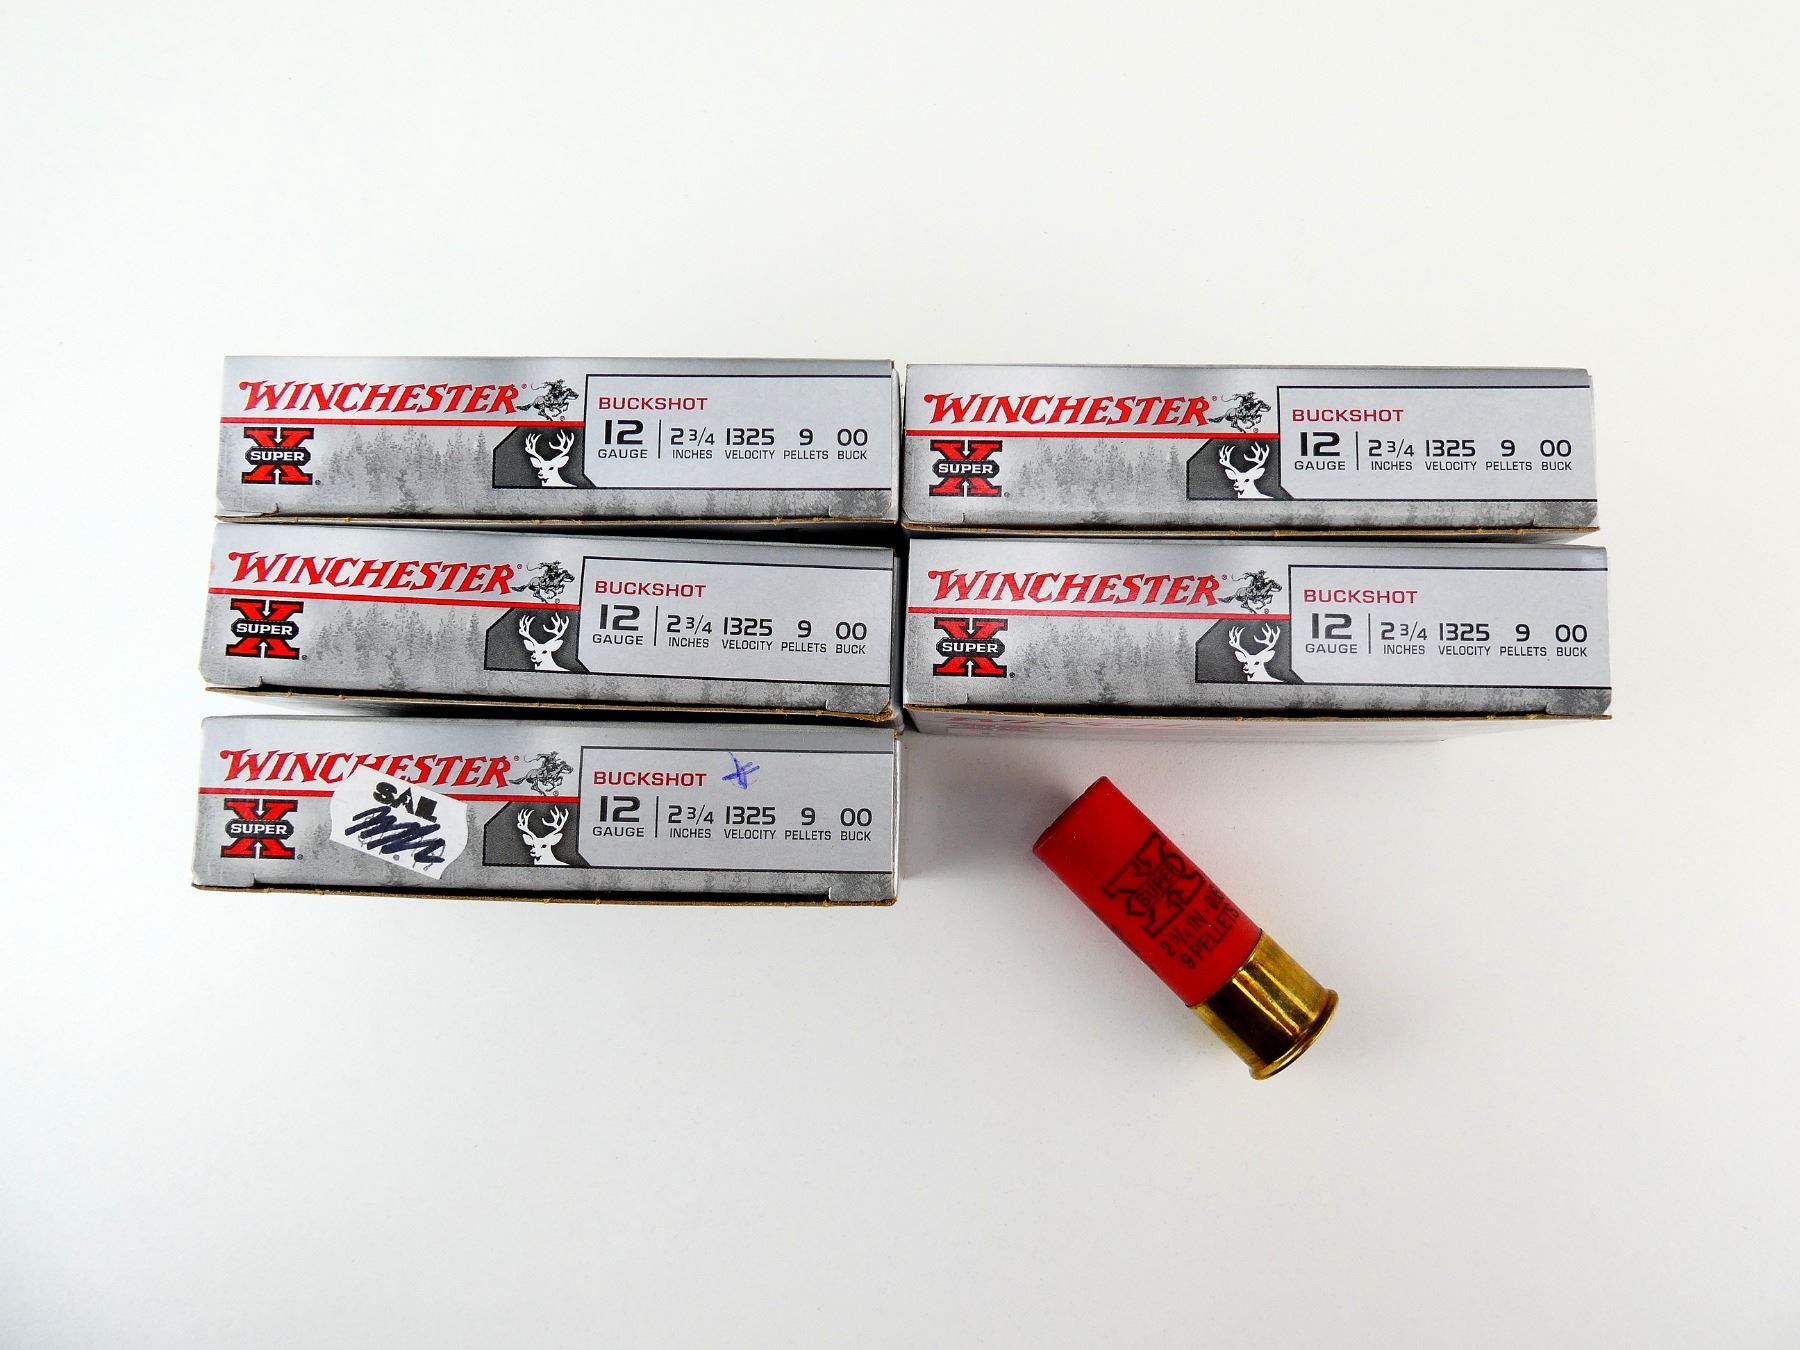 WINCHESTER
SUPER X
BUCKSHOT
12 2 3/4 1325 9 00
GAUGE INCHES VELOCITY PELLETS BUCK
WINCHESTER
SUPER X
BUCKSHOT
12 2 3/4 1325 9 00
GAUGE INCHES VELOCITY PELLETS BUCK
WINCHESTER
SUPER X
BUCKSHOT
12 2 3/4 1325 9 00
GAUGE INCHES VELOCITY PELLETS BUCK
WINCHESTER
SUPER X
BUCKSHOT
12 2 3/4 1325 9 00
GAUGE INCHES VELOCITY PELLETS BUCK
WINCHESTER
SUPER X
BUCKSHOT
12 2 3/4 1325 9 00
GAUGE INCHES VELOCITY PELLETS BUCK
SUPER X
2 3/4 IN -
9 PELLETS